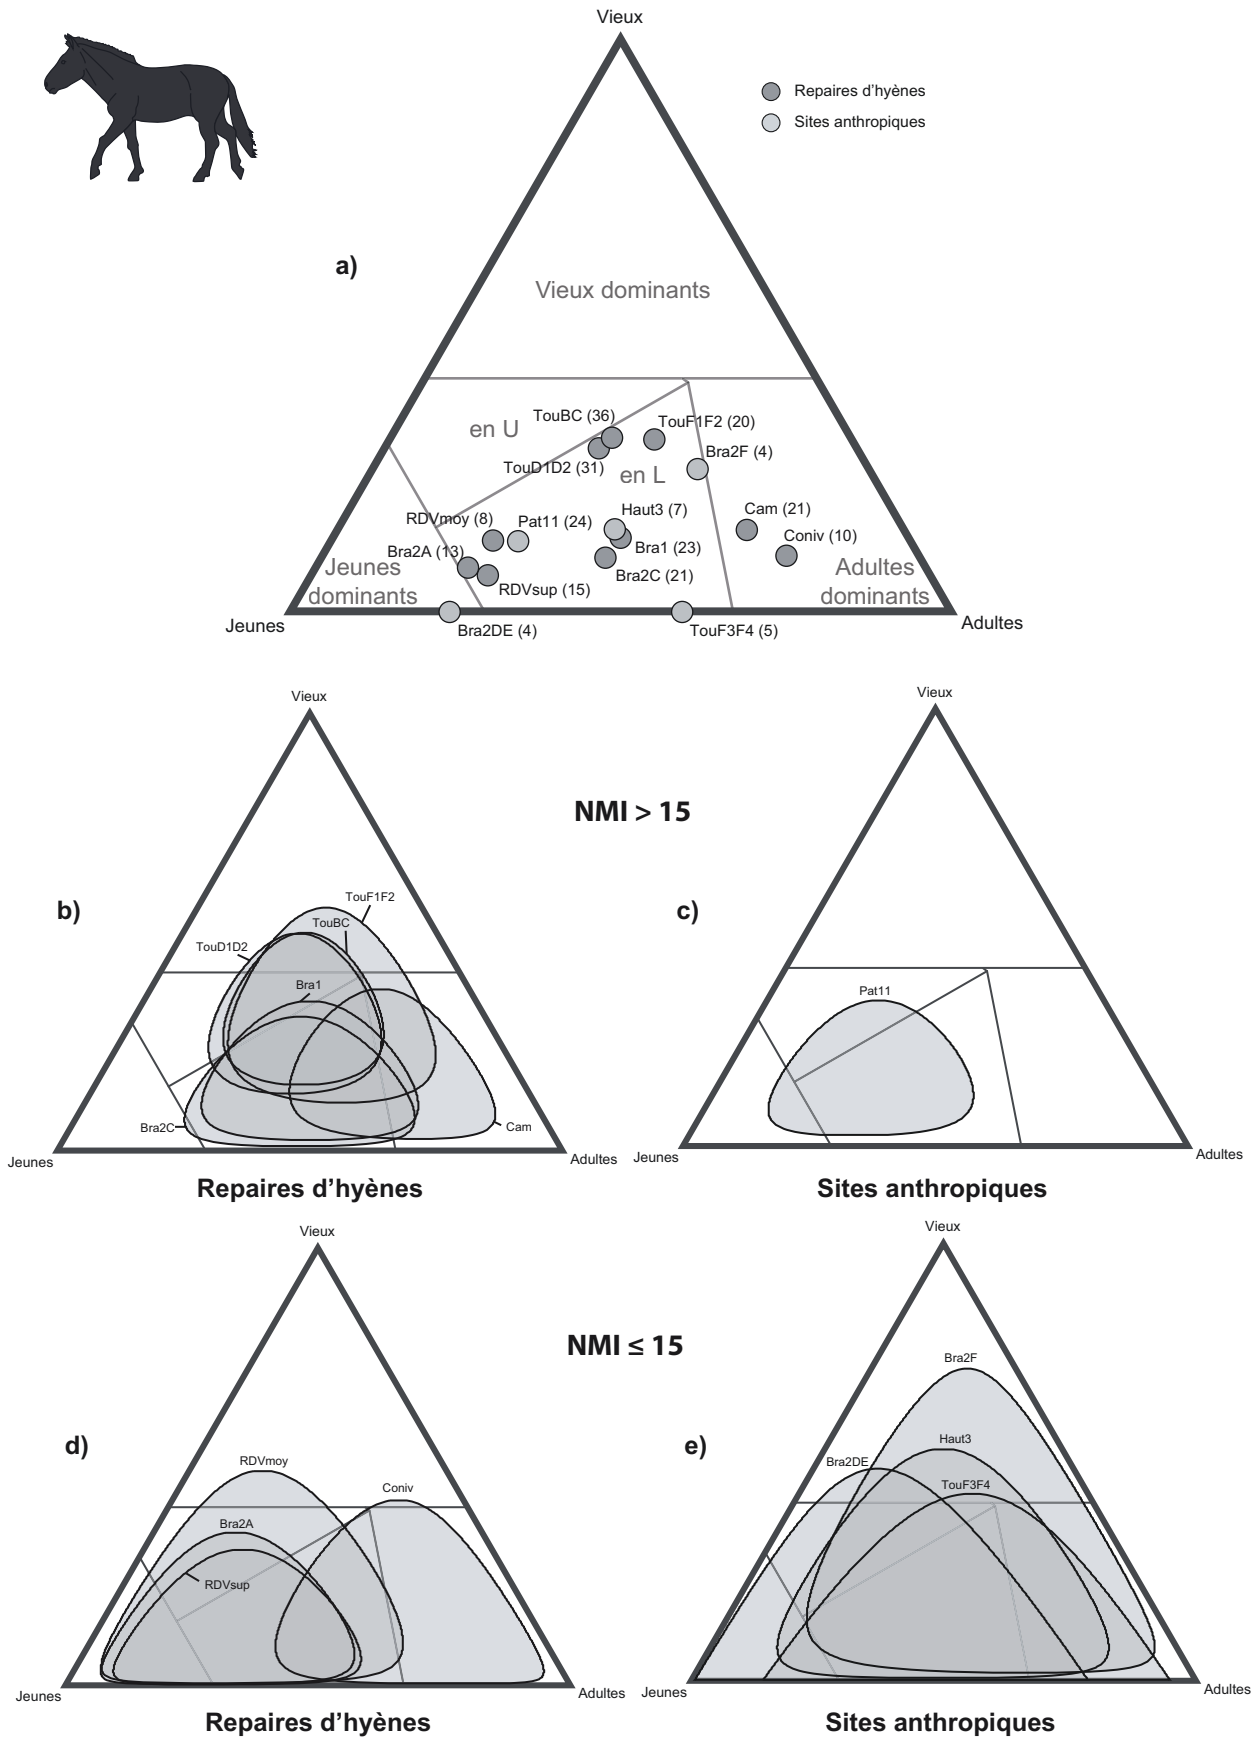 Vieux
Repaires d'hyènes
Sites anthropiques
a)
Vieux dominants
en U
TouBC (36)
TouF1F2 (20)
Bra2F (4)
TouD1D2 (31)
en L
RDVmoy (8)
Pat11 (24)
Haut3 (7)
Cam (21)
Coniv (10)
Bra2A (13)
Bra1 (23)
Bra2C (21)
Jeunes
dominants
RDVsup (15)
Adultes
dominants
Jeunes
Adultes
Bra2DE (4)
TouF3F4 (5)
Vieux
Vieux
NMI > 15
b)
TouF1F2
TouBC
TouD1D2
Bra1
Bra2C
Cam
Jeunes
Adultes
Repaires d'hyènes
c)
Pat11
Jeunes
Adultes
Sites anthropiques
Vieux
Vieux
NMI ≤ 15
d)
RDVmoy
Coniv
Bra2A
RDVsup
Jeunes
Adultes
Repaires d'hyènes
e)
Bra2F
Haut3
Bra2DE
TouF3F4
Jeunes
Adultes
Sites anthropiques